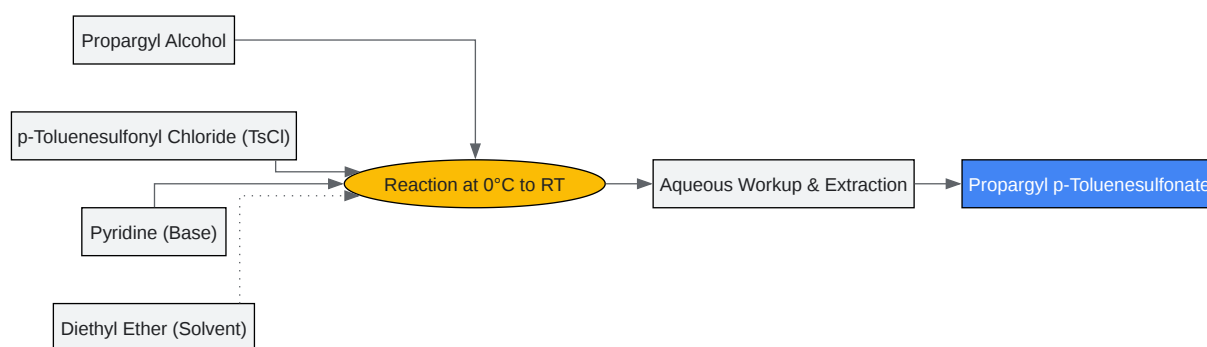 Propargyl Alcohol
p-Toluenesulfonyl Chloride (TsCl)
Reaction at 0°C to RT
Aqueous Workup & Extraction
Propargyl p-Toluenesulfonate
Pyridine (Base)
Diethyl Ether (Solvent)